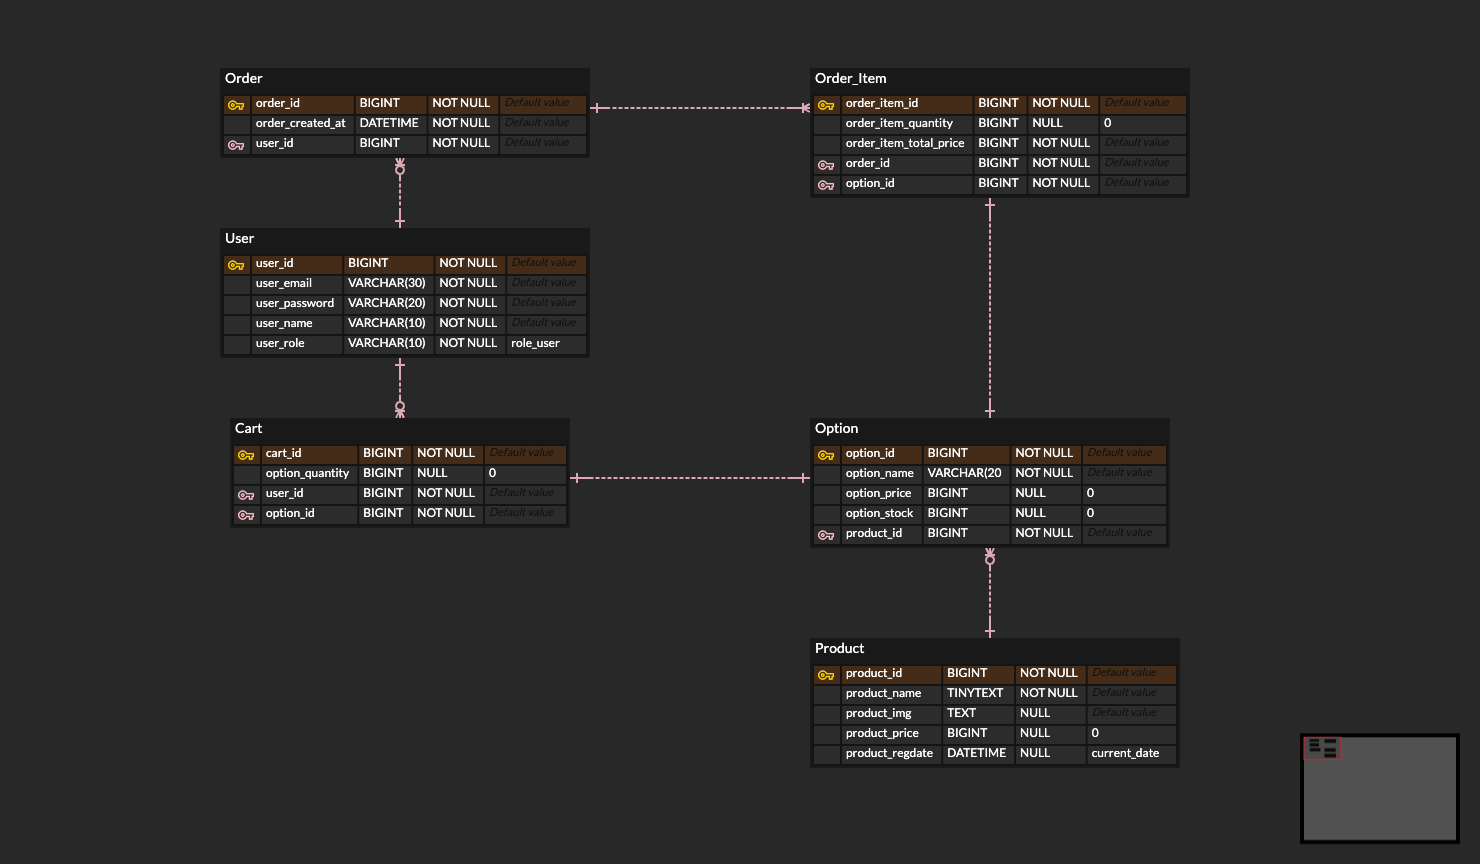 Order
order_id BIGINT NOT NULL Default value
order_created_at DATETIME NOT NULL Default value
user_id BIGINT NOT NULL Default value
Order_Item
order_item_id BIGINT NOT NULL Default value
order_item_quantity BIGINT NULL 0
order_item_total_price BIGINT NOT NULL Default value
order_id BIGINT NOT NULL Default value
option_id BIGINT NOT NULL Default value
User
user_id BIGINT NOT NULL Default value
user_email VARCHAR(30) NOT NULL Default value
user_password VARCHAR(20) NOT NULL Default value
user_name VARCHAR(10) NOT NULL Default value
user_role VARCHAR(10) NOT NULL role_user
Cart
cart_id BIGINT NOT NULL Default value
option_quantity BIGINT NULL 0
user_id BIGINT NOT NULL Default value
option_id BIGINT NOT NULL Default value
Option
option_id BIGINT NOT NULL Default value
option_name VARCHAR(20 NOT NULL Default value
option_price BIGINT NULL 0
option_stock BIGINT NULL 0
product_id BIGINT NOT NULL Default value
Product
product_id BIGINT NOT NULL Default value
product_name TINYTEXT NOT NULL Default value
product_img TEXT NULL Default value
product_price BIGINT NULL 0
product_regdate DATETIME NULL current_date